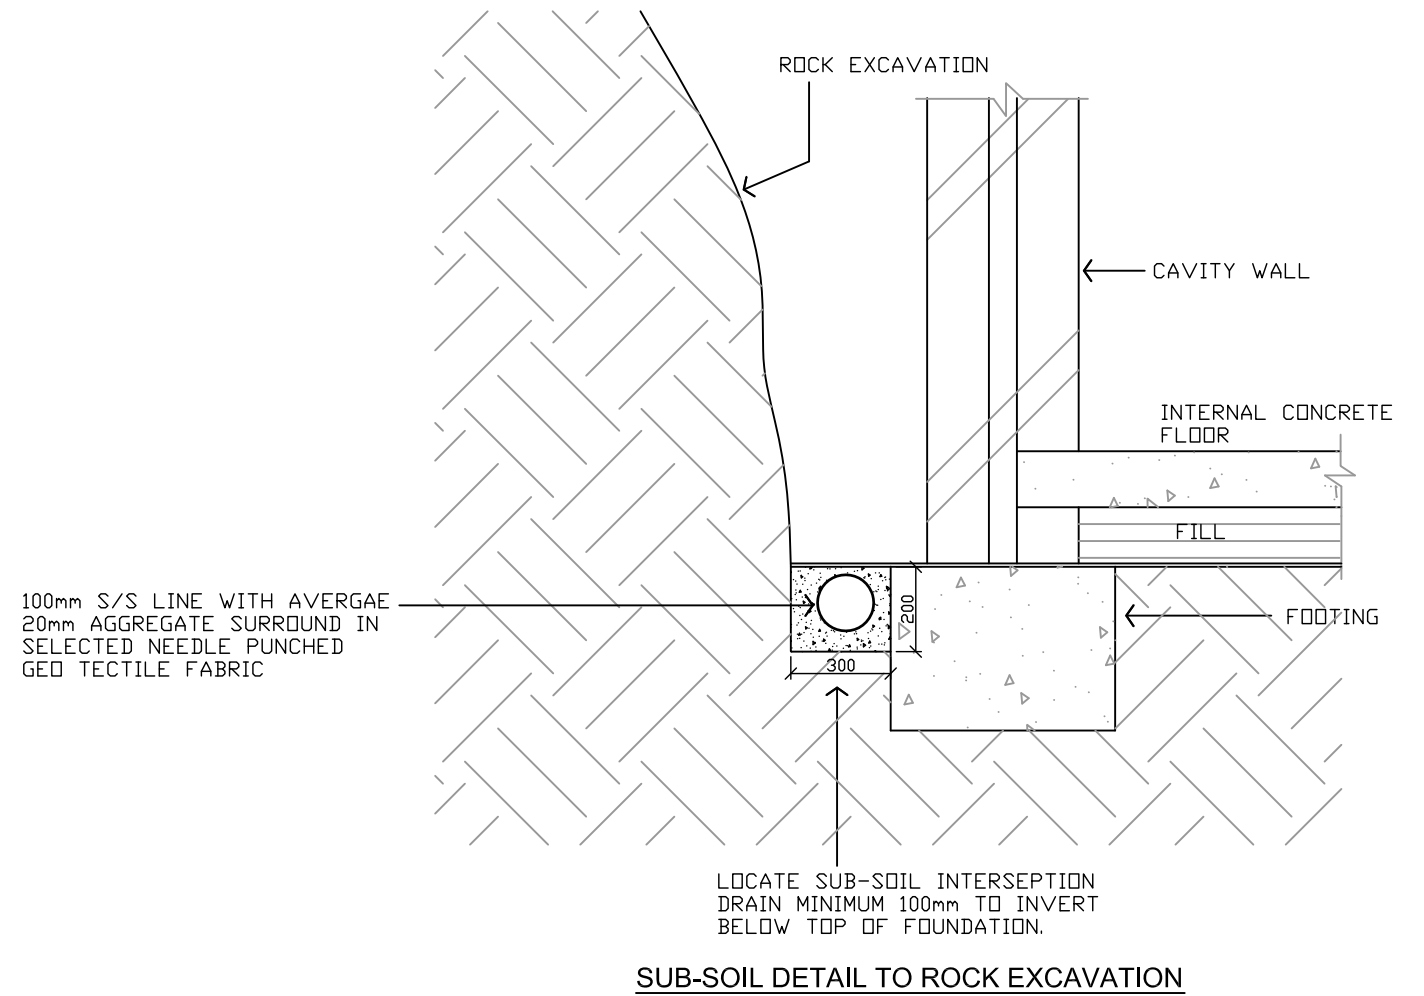 ROCK EXCAVATION
CAVITY WALL
INTERNAL CONCRETE
FLOOR
FILL
100mm S/S LINE WITH AVERGAE
20mm AGGREGATE SURROUND IN
SELECTED NEEDLE PUNCHED
GEO TECTILE FABRIC
200
FOOTING
300
LOCATE SUB-SOIL INTERSEPTION
DRAIN MINIMUM 100mm TO INVERT
BELOW TOP OF FOUNDATION.
SUB-SOIL DETAIL TO ROCK EXCAVATION